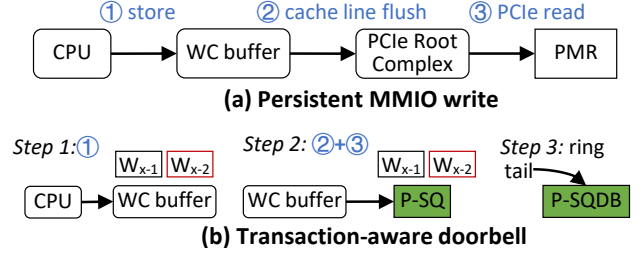 ① store ② cache line flush ③ PCIe read
CPU WC buffer PCIe Root Complex PMR
(a) Persistent MMIO write
Step 1:① Step 2: ②+③ Step 3: ring tail
Wx-1 Wx-2 Wx-1 Wx-2
CPU WC buffer WC buffer P-SQ P-SQDB
(b) Transaction-aware doorbell